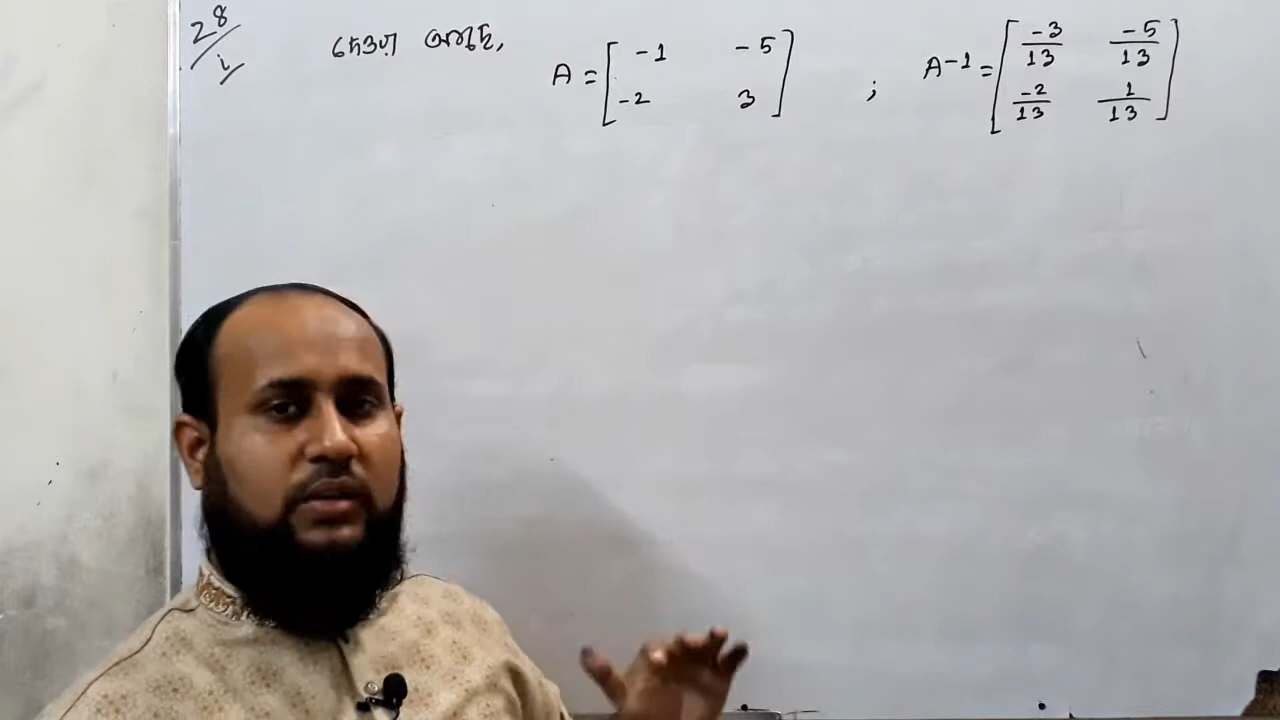 28/i
দেওয়া আছে, A = [ -1 -5 ; A-1 = [ -3/13 -5/13
-2 3 ] -2/13 1/13 ]